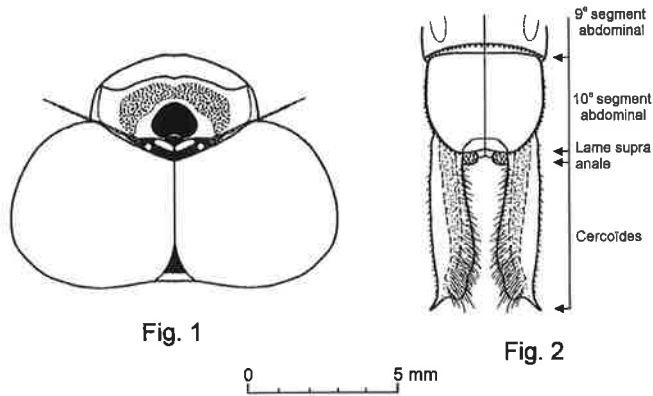 9e segment
abdominal
10e segment
abdominal
Lame supra
anale
Cercoïdes
Fig. 1
Fig. 2
0
5 mm